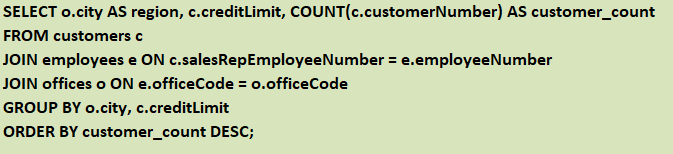 SELECT o.city AS region, c.creditLimit, COUNT(c.customerNumber) AS customer_count
FROM customers c
JOIN employees e ON c.salesRepEmployeeNumber = e.employeeNumber
JOIN offices o ON e.officeCode = o.officeCode
GROUP BY o.city, c.creditLimit
ORDER BY customer_count DESC;